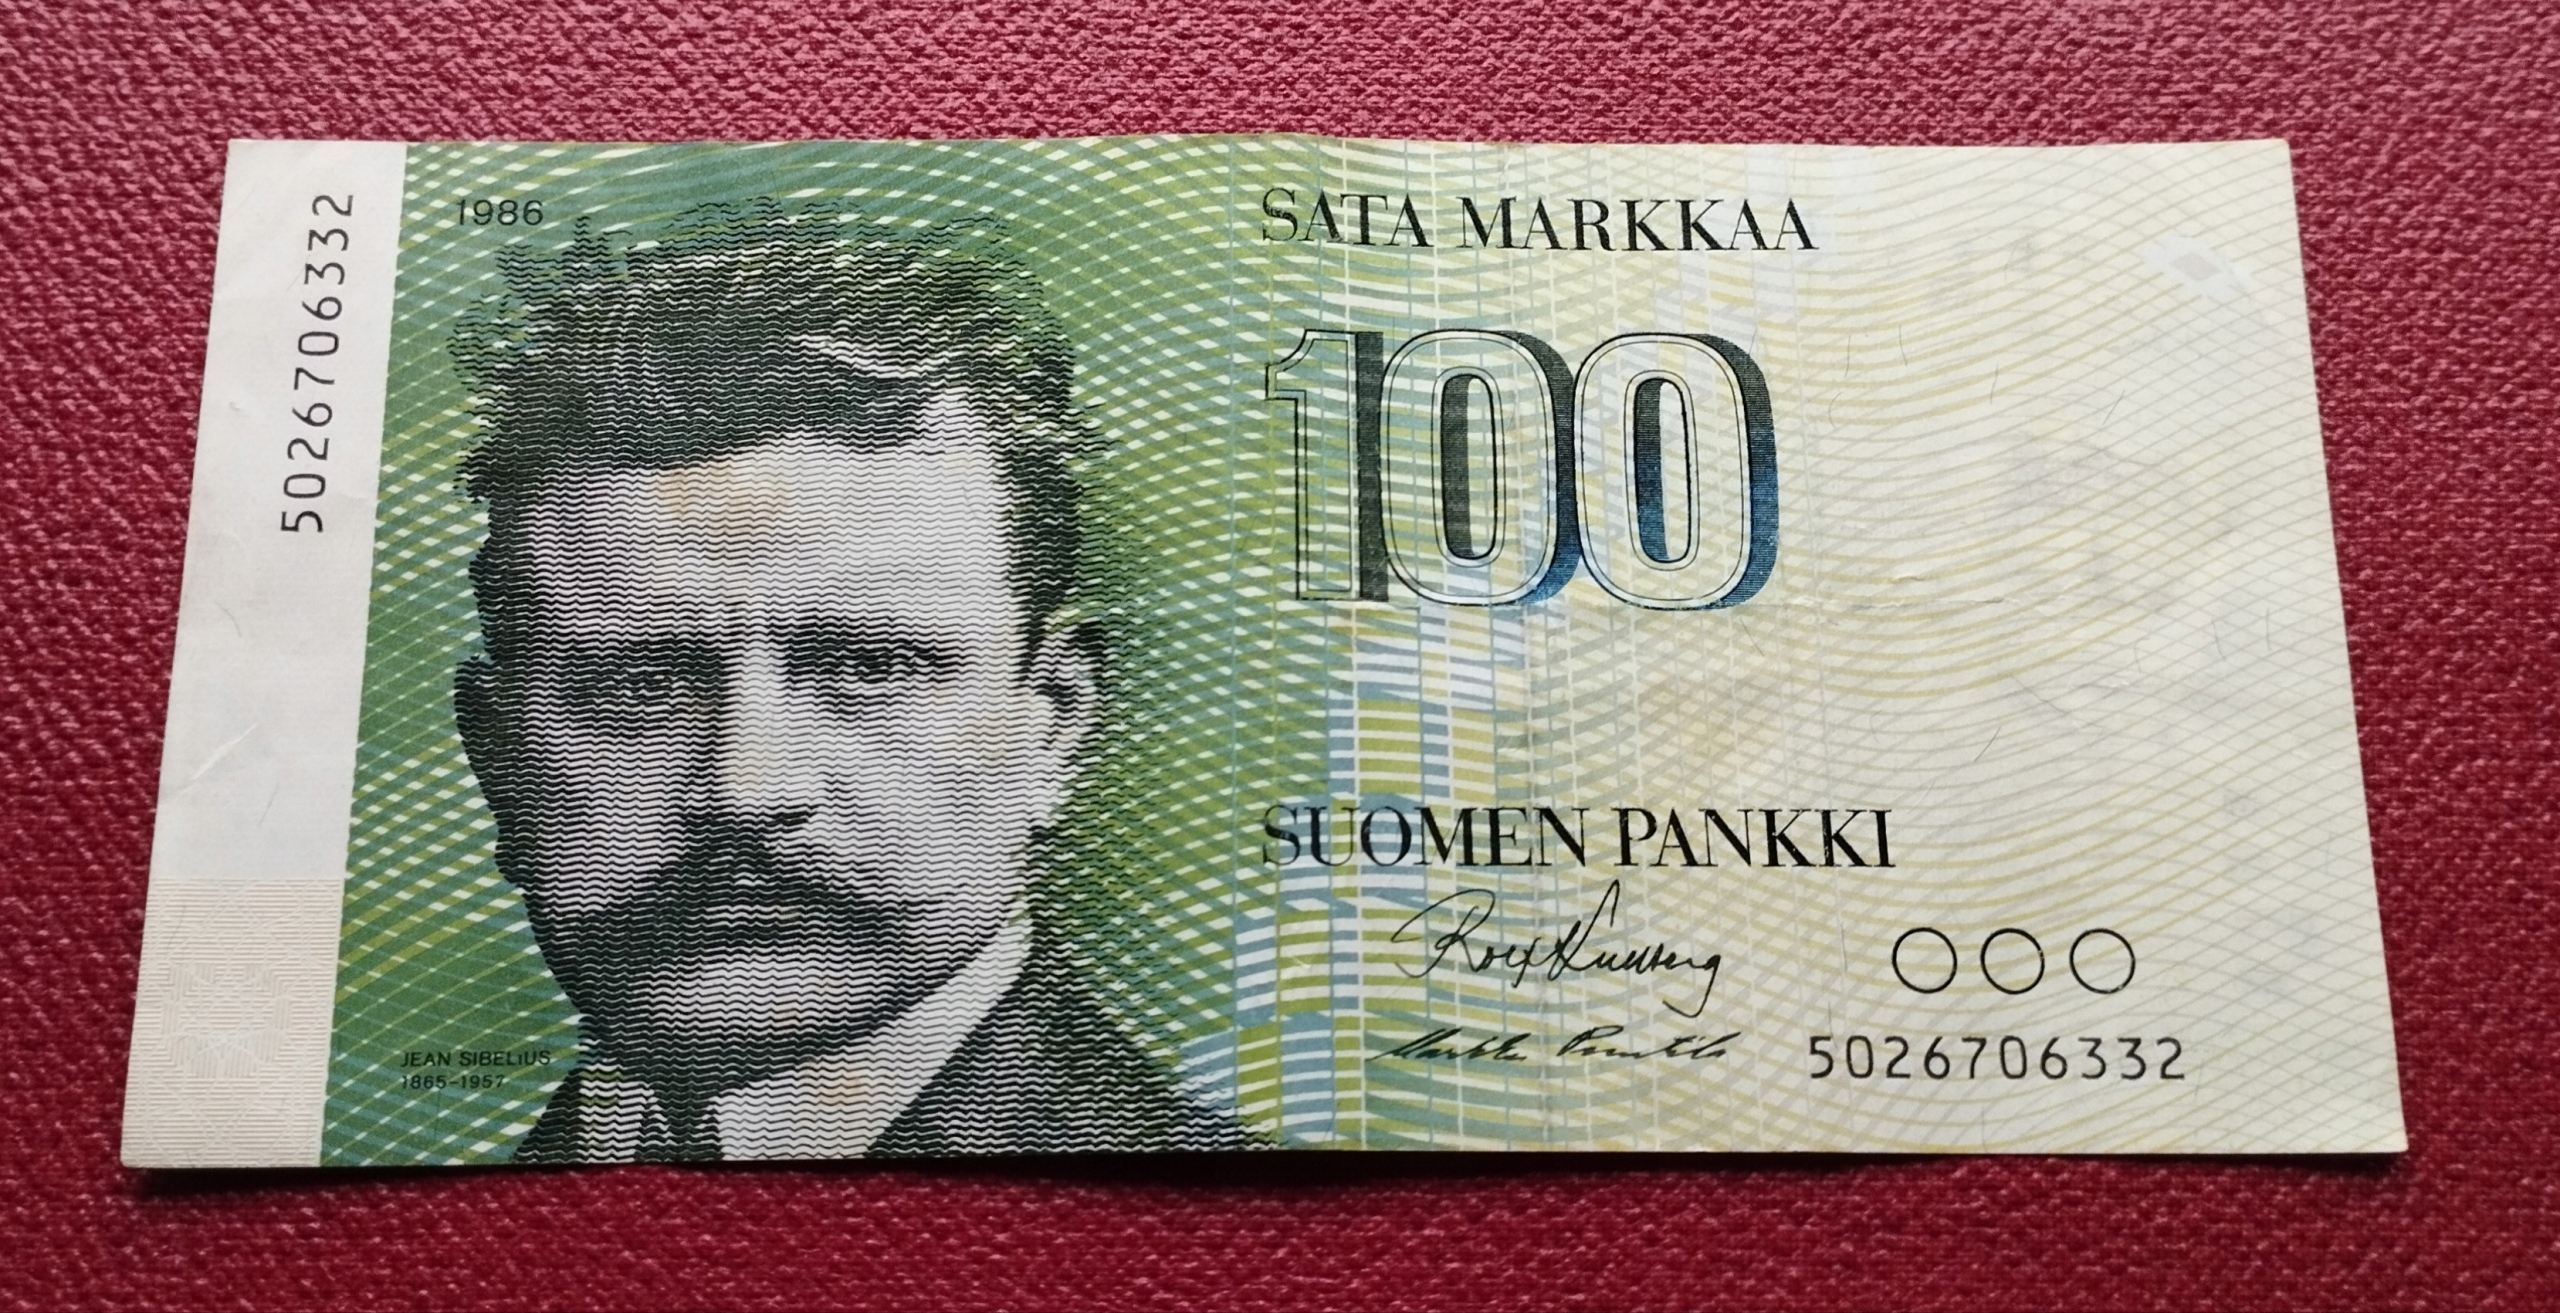 5026706332
1986
SATA MARKKAA
100
SUOMEN PANKKI
5026706332
JEAN SIBELIUS
1865-1957